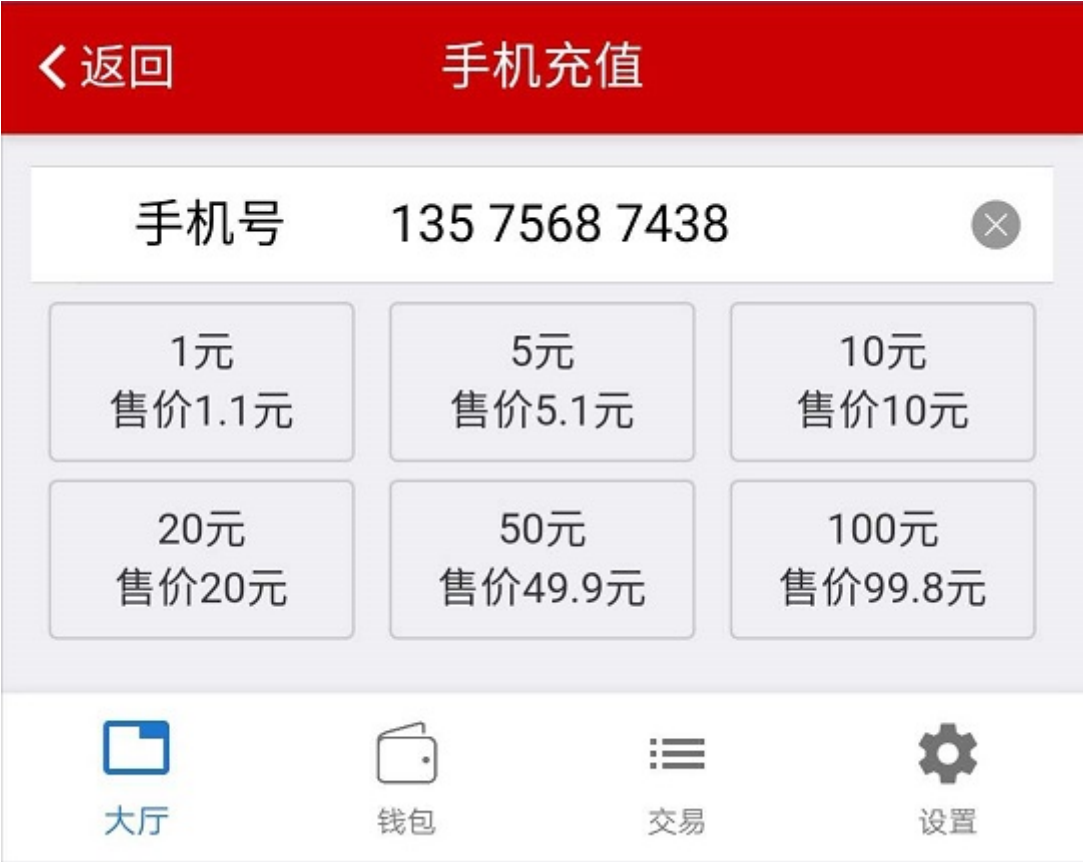 返回 手机充值
手机号 135 7568 7438
1元 5元 10元
售价1.1元 售价5.1元 售价10元
20元 50元 100元
售价20元 售价49.9元 售价99.8元
大厅 钱包 交易 设置